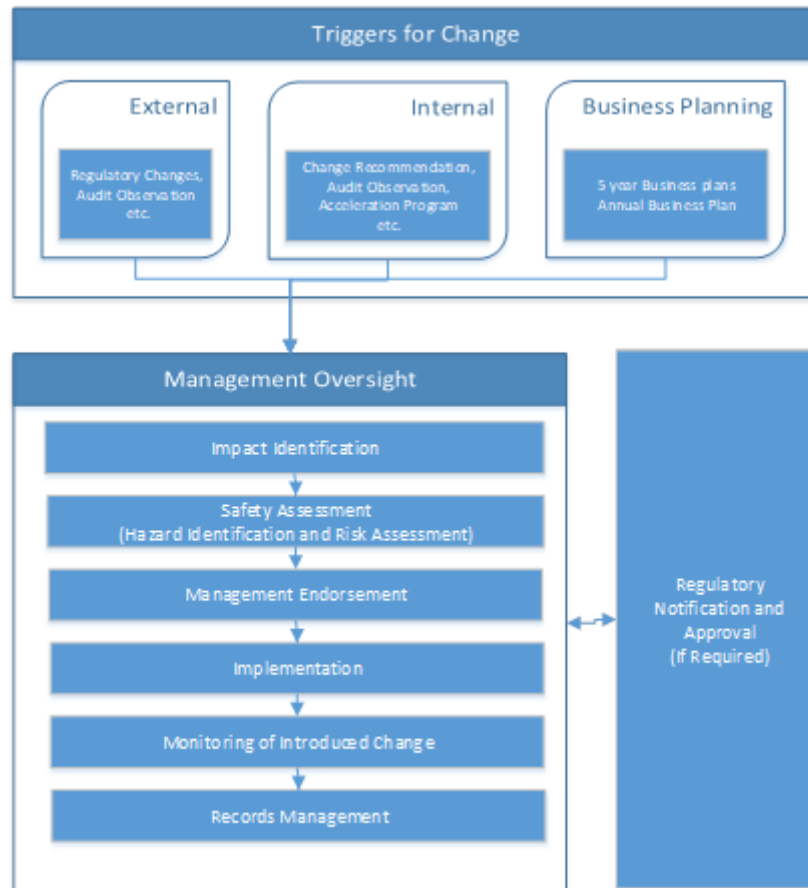 Triggers for Change
External
Regulatory Changes,
Audit Observation
etc.
Internal
Change Recommendation,
Audit Observation,
Acceleration Program
etc.
Business Planning
5 year Business plans
Annual Business Plan
Management Oversight
Impact Identification
Safety Assessment
(Hazard Identification and Risk Assessment)
Management Endorsement
Implementation
Monitoring of Introduced Change
Records Management
Regulatory
Notification and
Approval
(If Required)